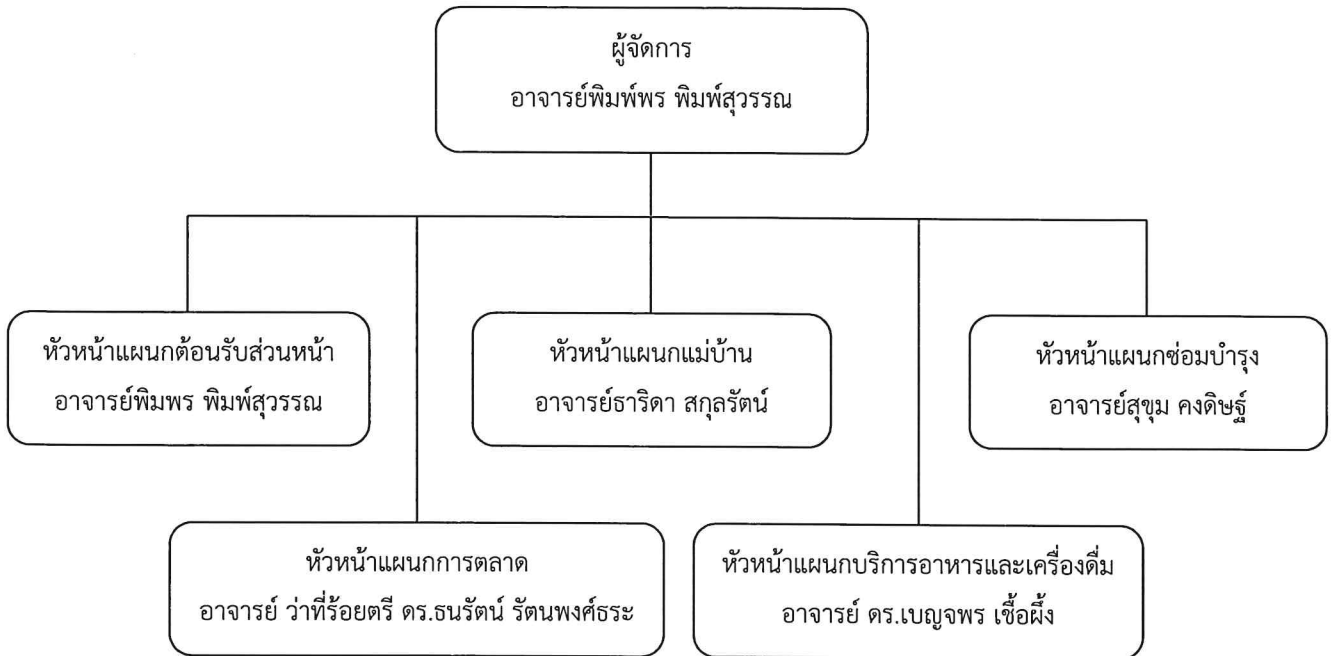 ผู้จัดการ
อาจารย์พิมพ์พร พิมพ์สุวรรณ
หัวหน้าแผนกต้อนรับส่วนหน้า
อาจารย์พิมพร พิมพ์สุวรรณ
หัวหน้าแผนกแม่บ้าน
อาจารย์ธาริดา สกุลรัตน์
หัวหน้าแผนกซ่อมบำรุง
อาจารย์สุขุม คงดิษฐ์
หัวหน้าแผนกการตลาด
อาจารย์ ว่าที่ร้อยตรี ดร.ธนรัตน์ รัตนพงศ์ธระ
หัวหน้าแผนกบริการอาหารและเครื่องดื่ม
อาจารย์ ดร.เบญจพร เชื้อผึ้ง